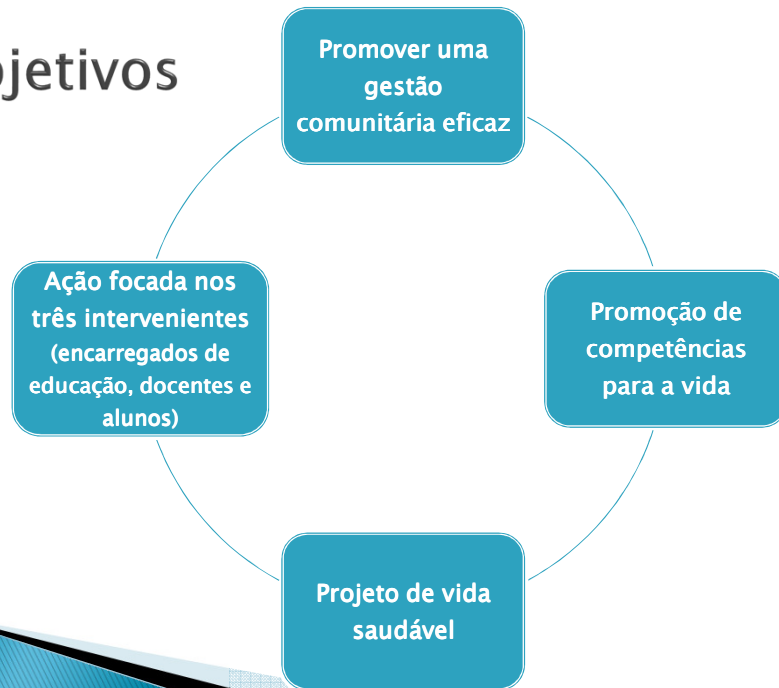 jetivos
Promover uma
gestão
comunitária eficaz
Promoção de
competências
para a vida
Projeto de vida
saudável
Ação focada nos
três intervenientes
(encarregados de
educação, docentes e
alunos)